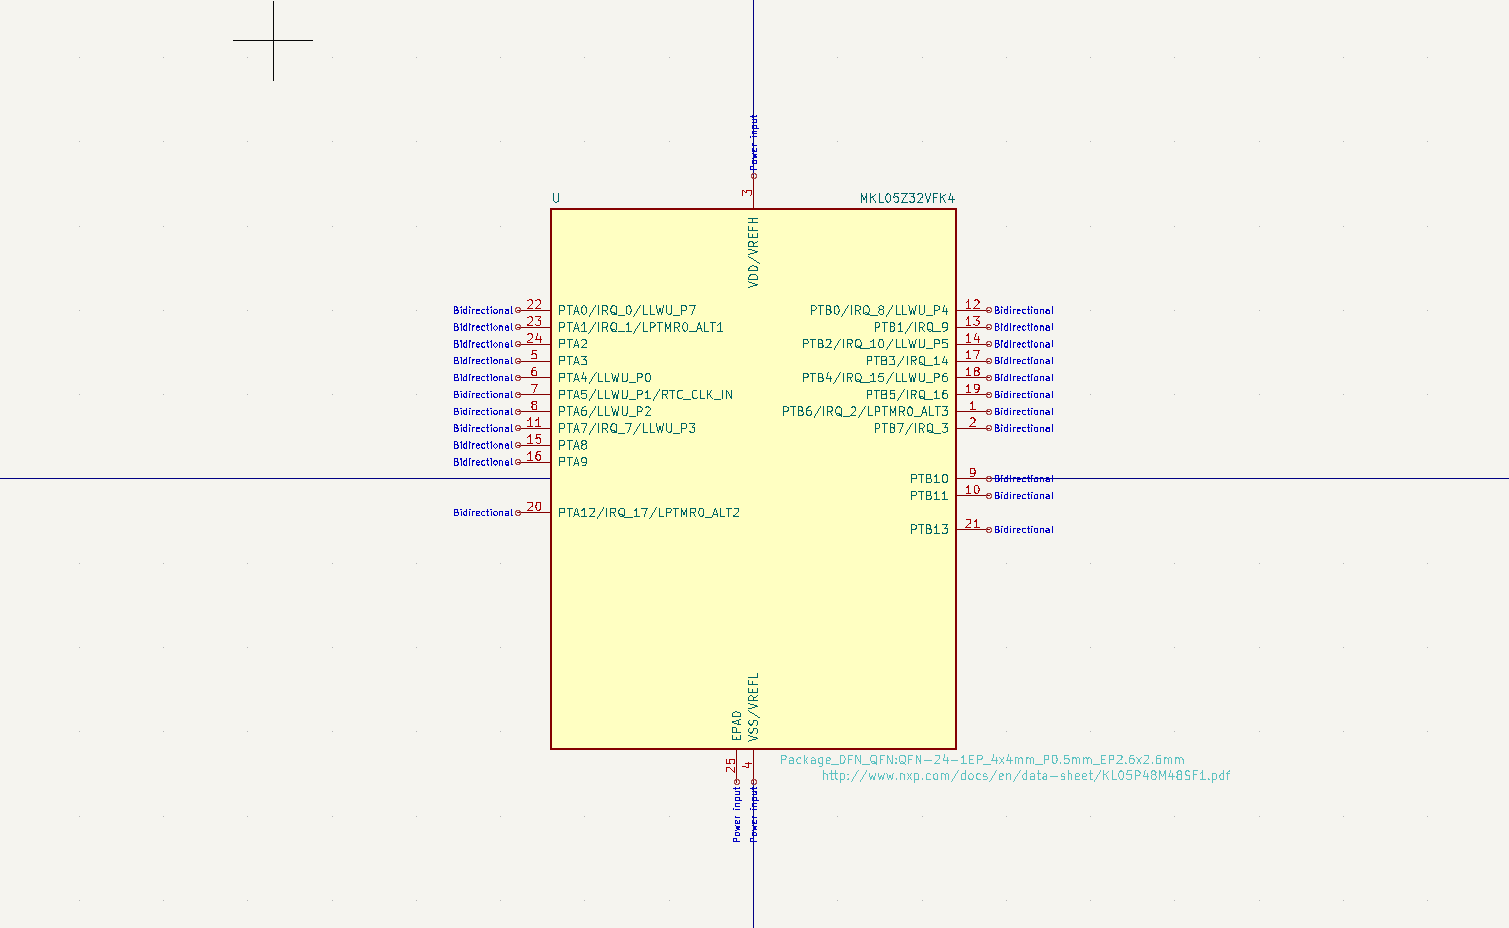 Power input
3
U
MKL05Z32VFK4
VDD/VREFH
Bidirectional 22 PTA0/IRQ_0/LLWU_P7 PTB0/IRQ_8/LLWU_P4 12 Bidirectional
Bidirectional 23 PTA1/IRQ_1/LPTMR0_ALT1 PTB1/IRQ_9 13 Bidirectional
Bidirectional 24 PTA2 PTB2/IRQ_10/LLWU_P5 14 Bidirectional
Bidirectional 5 PTA3 PTB3/IRQ_14 17 Bidirectional
Bidirectional 6 PTA4/LLWU_P0 PTB4/IRQ_15/LLWU_P6 18 Bidirectional
Bidirectional 7 PTA5/LLWU_P1/RTC_CLK_IN PTB5/IRQ_16 19 Bidirectional
Bidirectional 8 PTA6/LLWU_P2 PTB6/IRQ_2/LPTMR0_ALT3 1 Bidirectional
Bidirectional 11 PTA7/IRQ_7/LLWU_P3 PTB7/IRQ_3 2 Bidirectional
Bidirectional 15 PTA8
Bidirectional 16 PTA9
PTB10 9 Bidirectional
PTB11 10 Bidirectional
Bidirectional 20 PTA12/IRQ_17/LPTMR0_ALT2
PTB13 21 Bidirectional
EPAD
VSS/VREFL
25
4
Power input
Power input
Package_DFN_QFN:QFN-24-1EP_4x4mm_P0.5mm_EP2.6x2.6mm
http://www.nxp.com/docs/en/data-sheet/KL05P48M48SF1.pdf